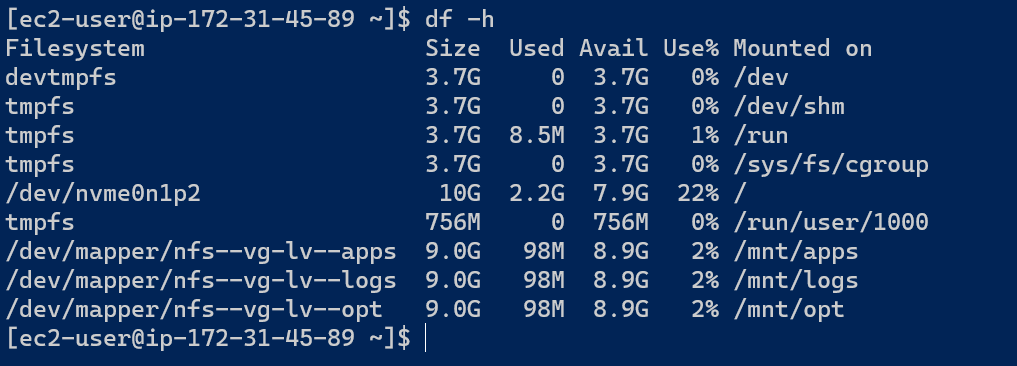 [ec2-user@ip-172-31-45-89 ~]$ df -h
Filesystem                    Size  Used Avail Use% Mounted on
devtmpfs                      3.7G     0  3.7G   0% /dev
tmpfs                         3.7G     0  3.7G   0% /dev/shm
tmpfs                         3.7G  8.5M  3.7G   1% /run
tmpfs                         3.7G     0  3.7G   0% /sys/fs/cgroup
/dev/nvme0n1p2                 10G  2.2G  7.9G  22% /
tmpfs                         756M     0  756M   0% /run/user/1000
/dev/mapper/nfs--vg-lv--apps  9.0G   98M  8.9G   2% /mnt/apps
/dev/mapper/nfs--vg-lv--logs  9.0G   98M  8.9G   2% /mnt/logs
/dev/mapper/nfs--vg-lv--opt   9.0G   98M  8.9G   2% /mnt/opt
[ec2-user@ip-172-31-45-89 ~]$